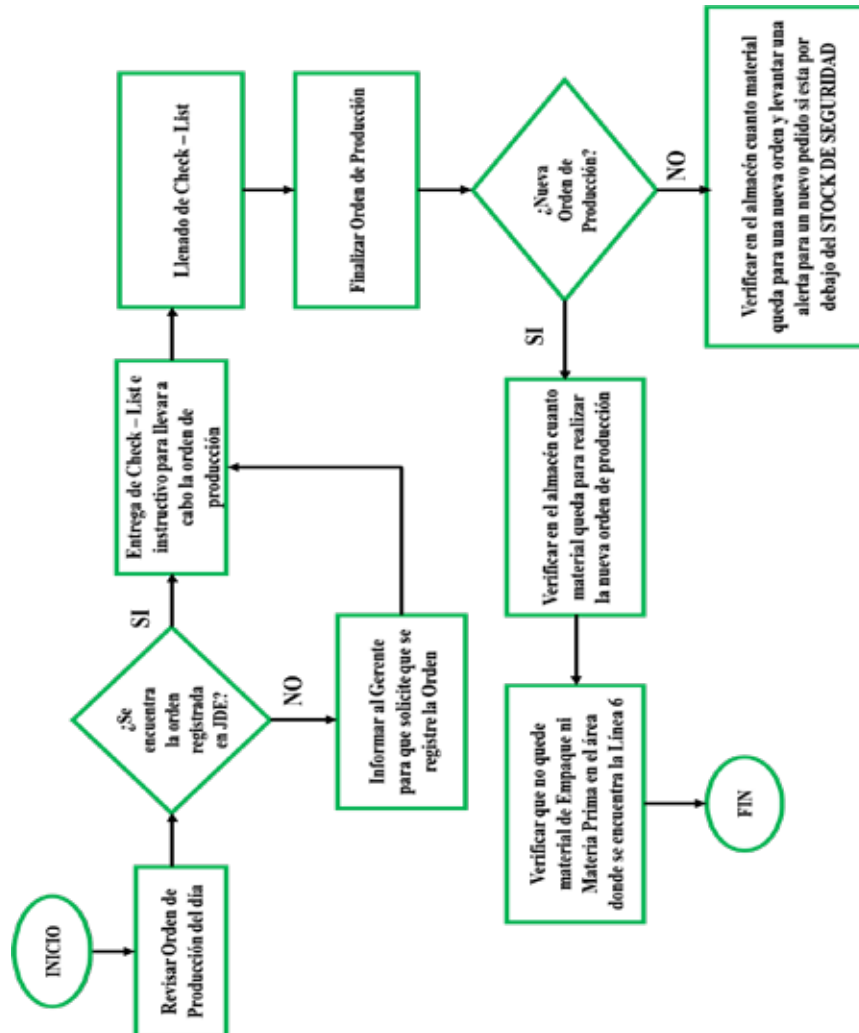 INICIO
Revisar Orden de
Producción del día
¿Se
encuentra
la orden
registrada
en JDE?
SI
NO
Informar al Gerente
para que solicite que se
registre la Orden
Entrega de Check – List e
instructivo para llevar a
cabo la orden de
producción
Llenado de Check – List
Finalizar Orden de Producción
¿Nueva
Orden de
Producción?
SI
NO
Verificar en el almacén cuanto material
queda para una nueva orden y levantar una
alerta para un nuevo pedido si esta por
debajo del STOCK DE SEGURIDAD
Verificar en el almacén cuanto
material queda para realizar
la nueva orden de producción
Verificar que no quede
material de Empaque ni
Materia Prima en el área
donde se encuentra la Línea 6
FIN